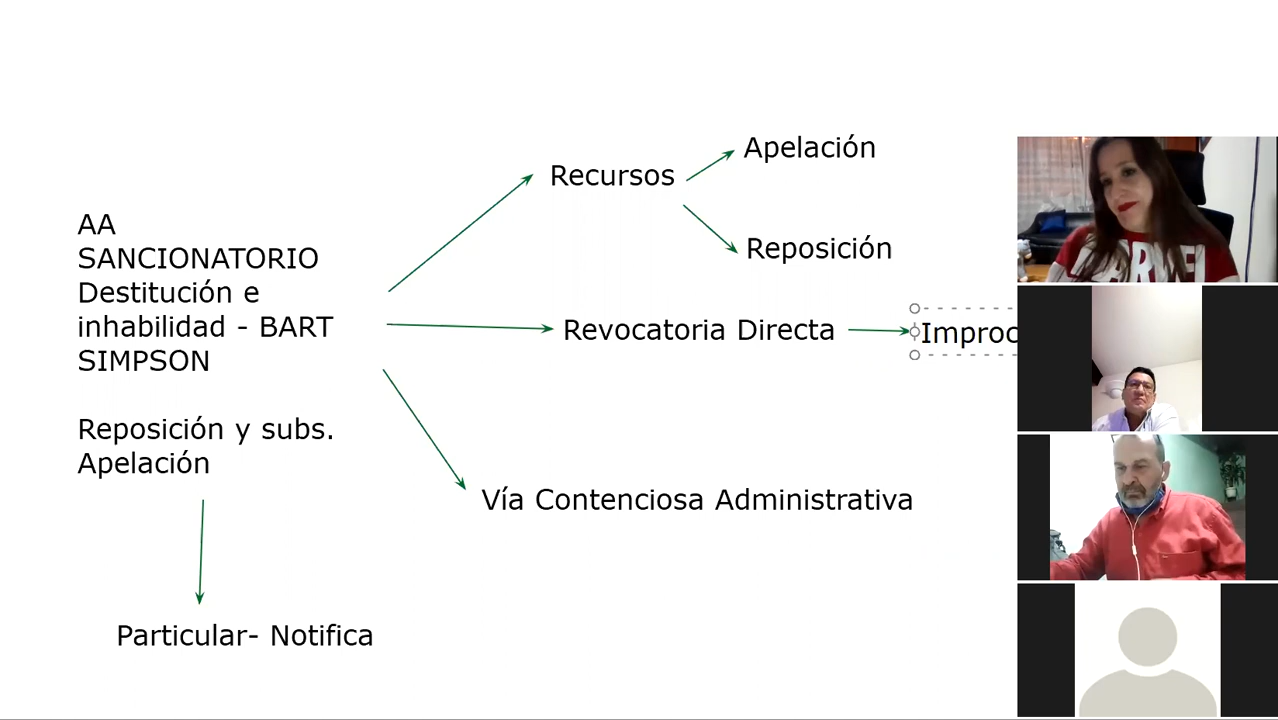 Apelación
Recursos
Reposición
AA
SANCIONATORIO
Destitución e
inhabilidad - BART
SIMPSON
Revocatoria Directa
Improc
Reposición y subs.
Apelación
Vía Contenciosa Administrativa
Particular- Notifica
MARVEL